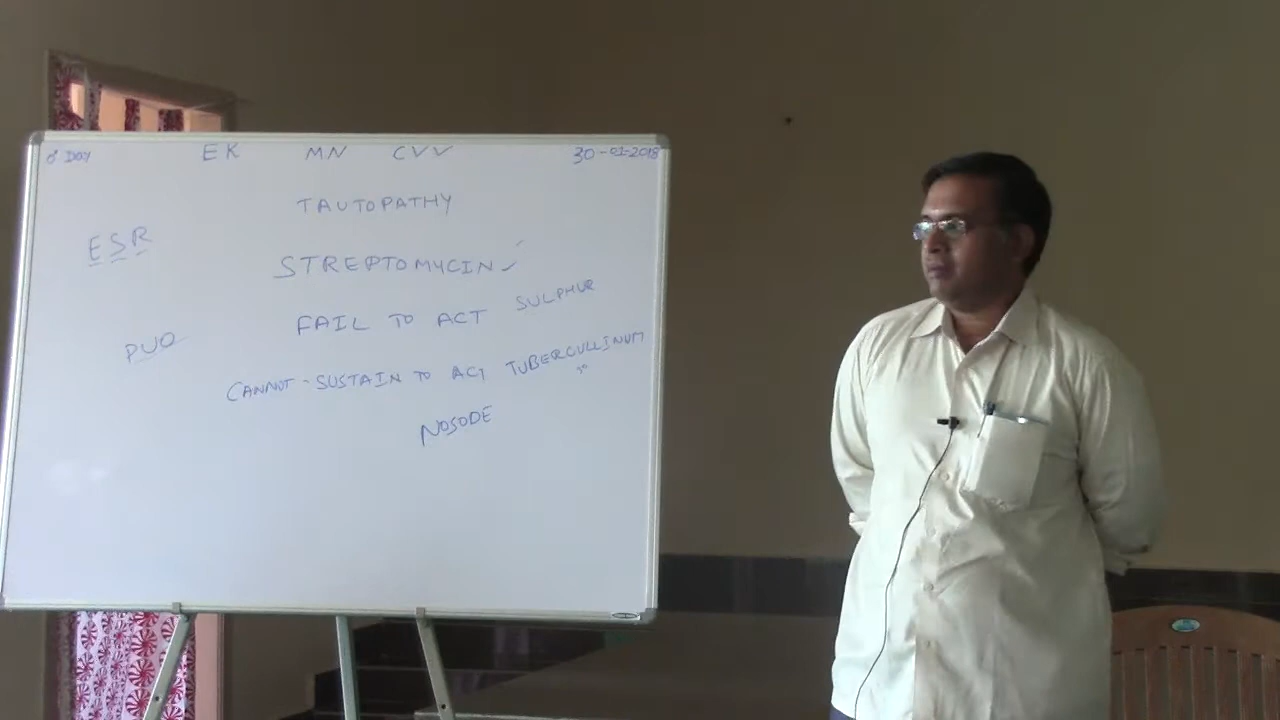 ♂ DAY EK MN CVV 30-01-2018
TAUTOPATHY
ESR
STREPTOMYCIN ✓
FAIL TO ACT SULPHUR
PUO
CANNOT - SUSTAIN TO ACT TUBERCULLINUM
NOSODE